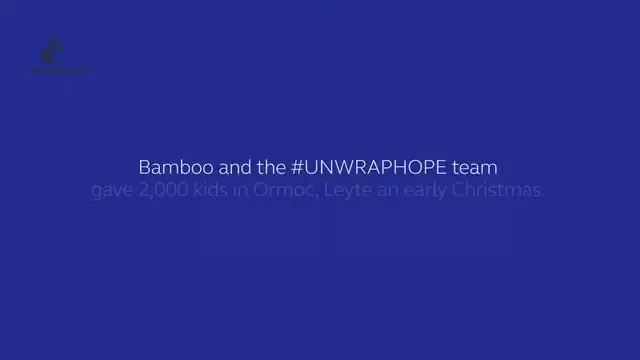 Bamboo and the #UNWRAPHOPE team
gave 2,000 kids in Ormoc, Leyte an early Christmas.